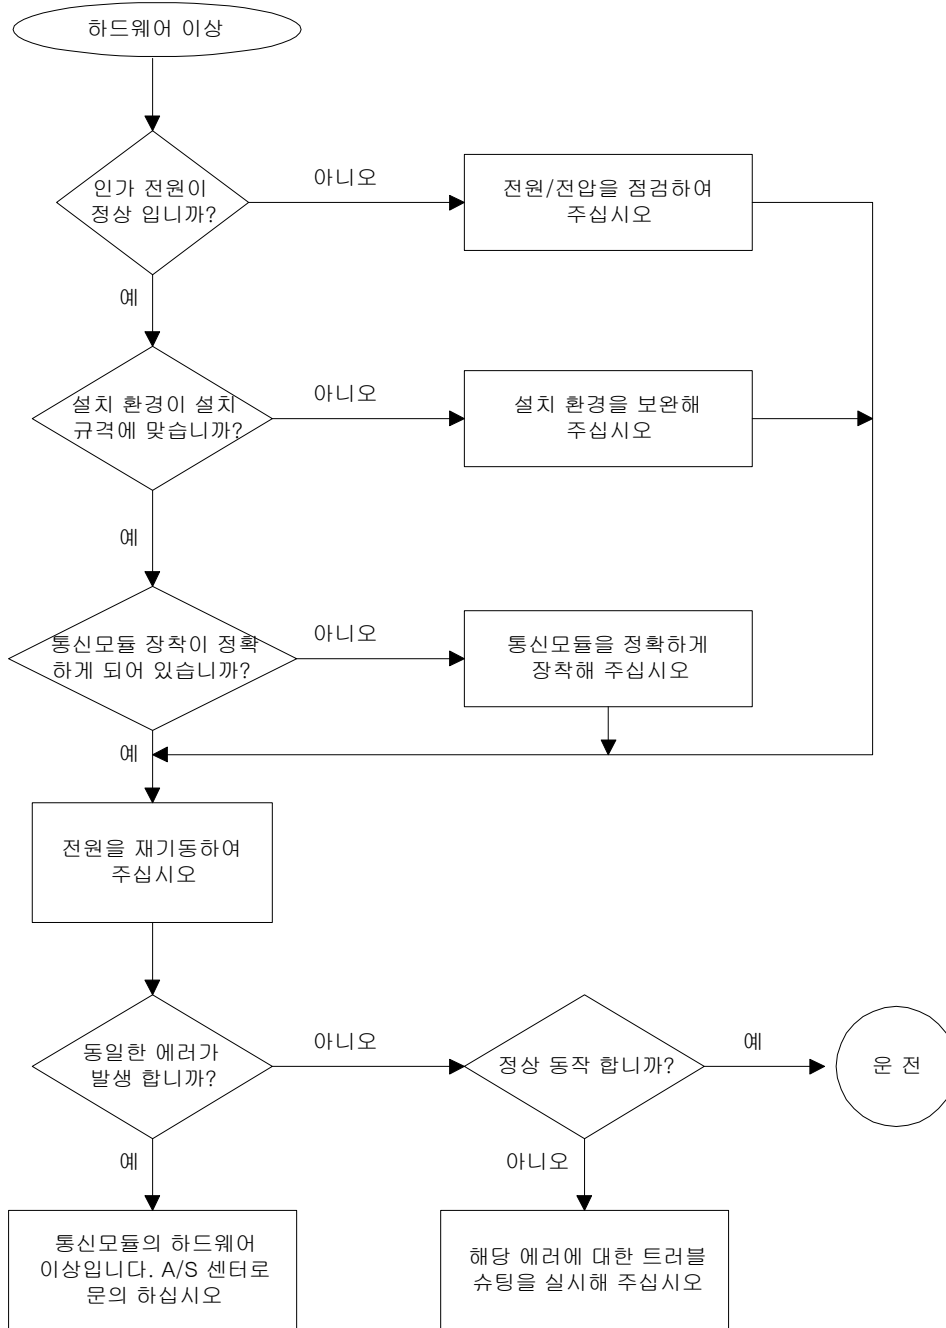 하드웨어 이상
인가 전원이
정상 입니까?
아니오
전원/전압을 점검하여
주십시오
예
설치 환경이 설치
규격에 맞습니까?
아니오
설치 환경을 보완해
주십시오
예
통신모듈 장착이 정확
하게 되어 있습니까?
아니오
통신모듈을 정확하게
장착해 주십시오
예
전원을 재기동하여
주십시오
동일한 에러가
발생 합니까?
아니오
정상 동작 합니까?
예
운 전
예
아니오
통신모듈의 하드웨어
이상입니다. A/S 센터로
문의 하십시오
해당 에러에 대한 트러블
슈팅을 실시해 주십시오